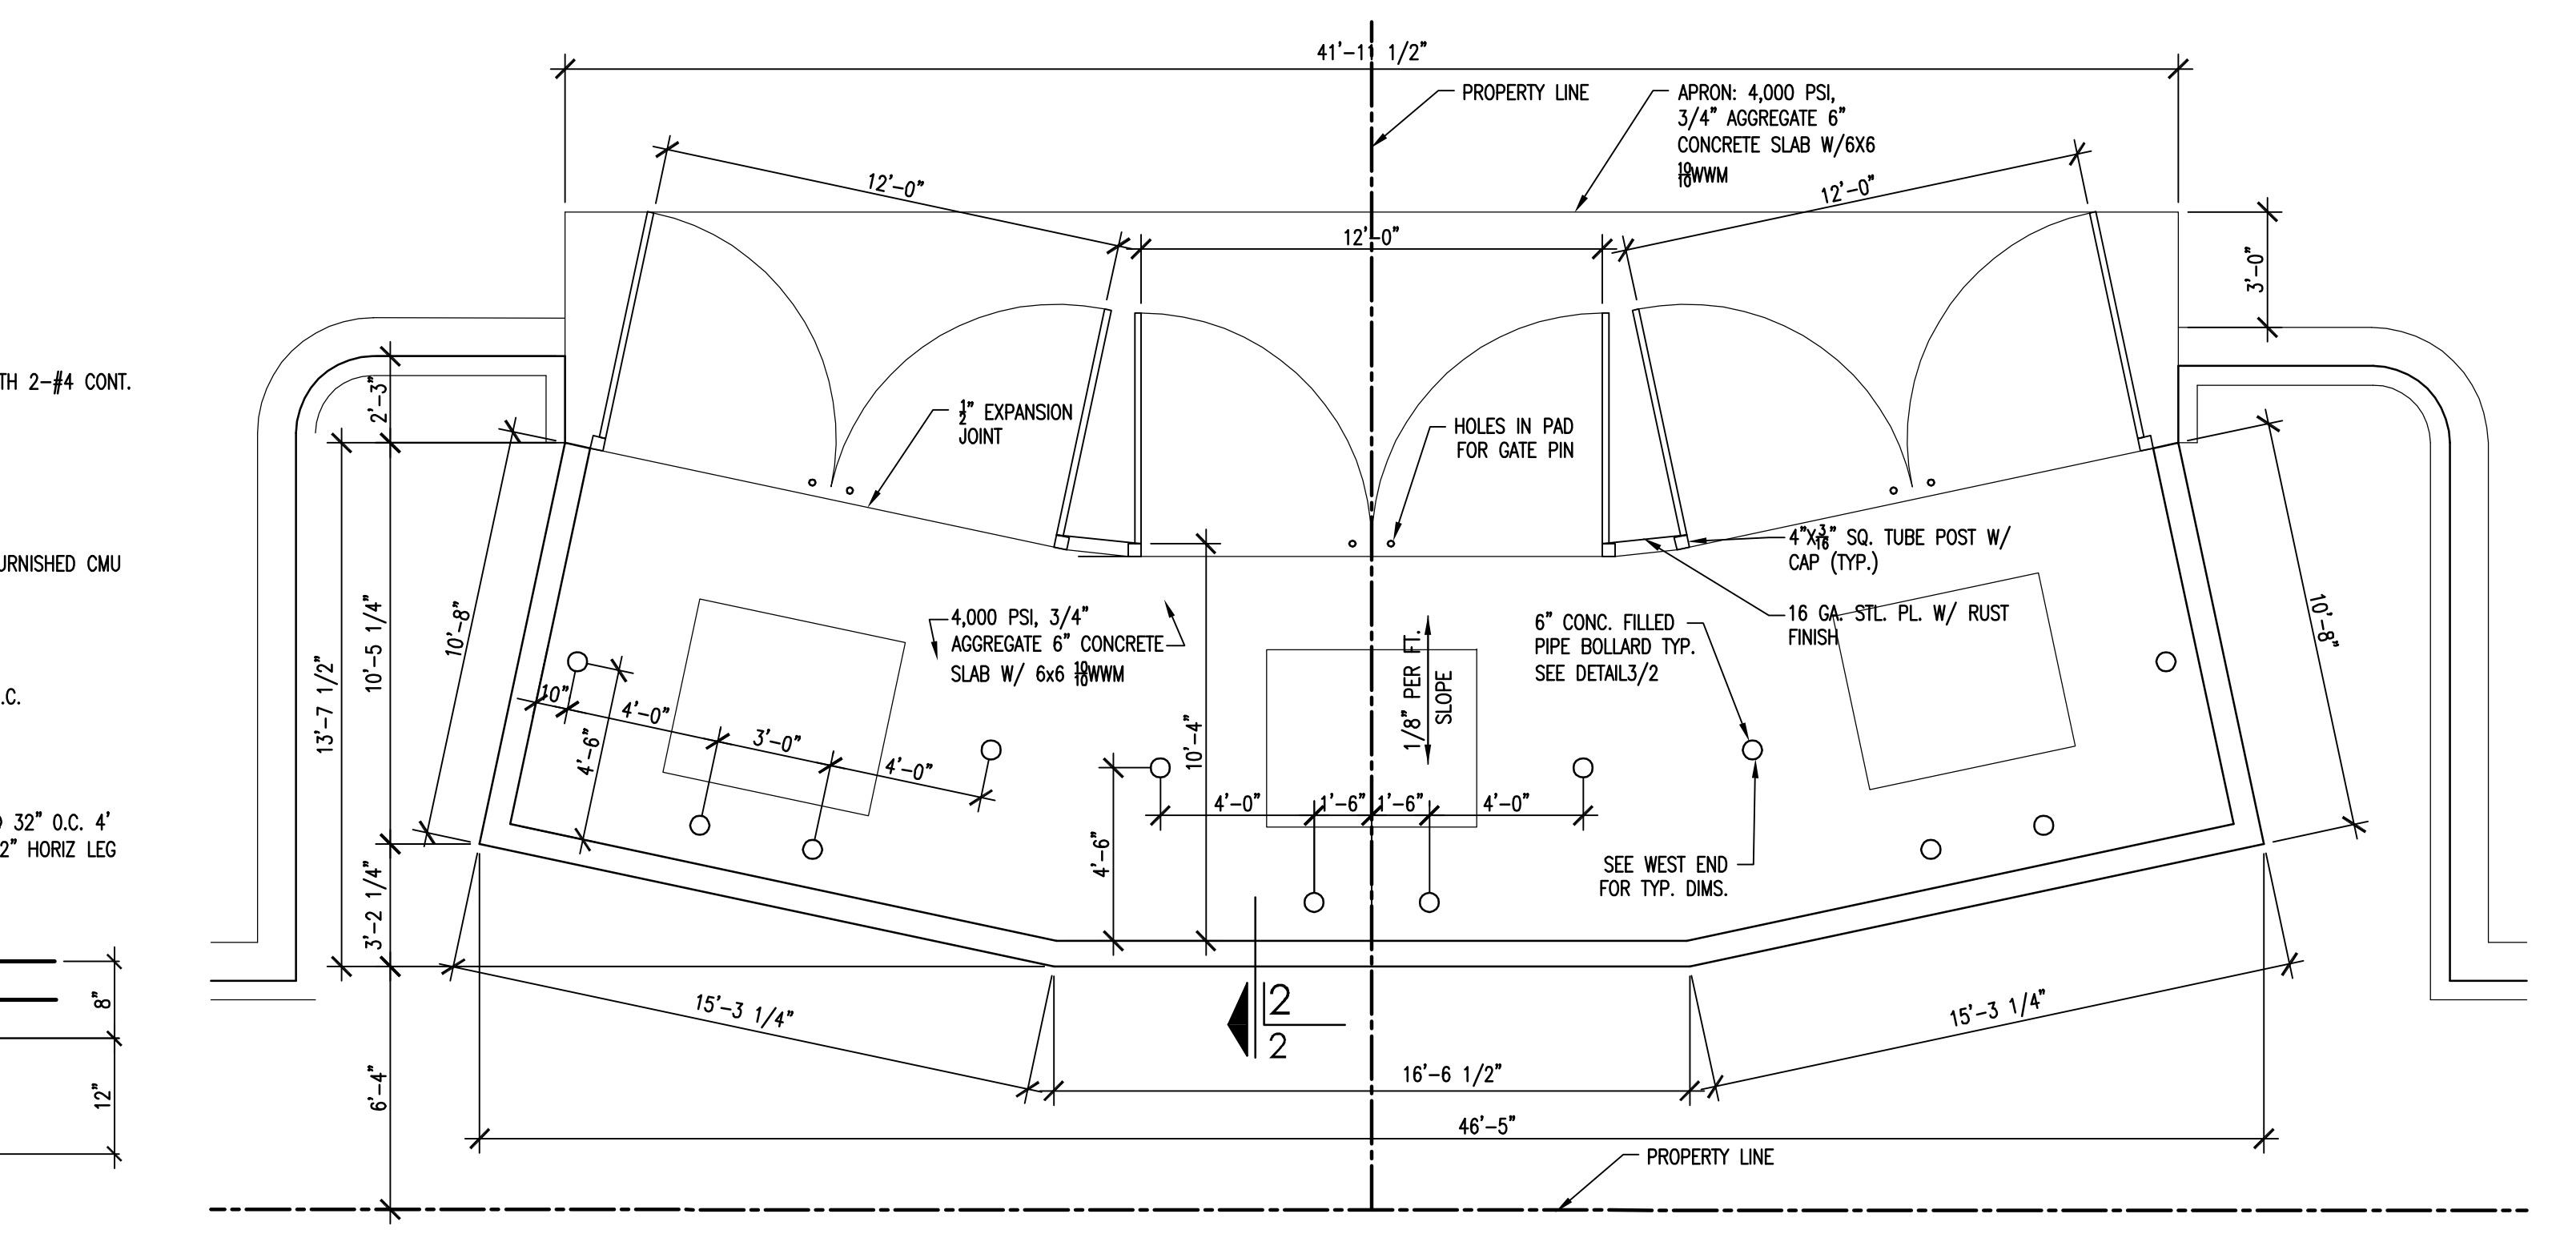 41'-11 1/2"
PROPERTY LINE
APRON: 4,000 PSI,
3/4" AGGREGATE 6"
CONCRETE SLAB W/6X6
10/10WWM
12'-0"
12'-0"
12'-0"
3'-0"
TH 2-#4 CONT.
2'-3"
1/2" EXPANSION
JOINT
HOLES IN PAD
FOR GATE PIN
4"X3/16" SQ. TUBE POST W/
CAP (TYP.)
URNISHED CMU
16 GA. STL. PL. W/ RUST
FINISH
10'-8"
10'-8"
10'-5 1/4"
13'-7 1/2"
4,000 PSI, 3/4"
AGGREGATE 6" CONCRETE
SLAB W/ 6x6 10/10WWM
6" CONC. FILLED
PIPE BOLLARD TYP.
SEE DETAIL3/2
1/8" PER FT.
SLOPE
.C.
10"
4'-0"
3'-0"
4'-0"
4'-6"
10'-4"
4'-0"
1'-6"
1'-6"
4'-0"
4'-6"
32" O.C. 4'
2" HORIZ LEG
SEE WEST END
FOR TYP. DIMS.
3'-2 1/4"
8"
12"
6'-4"
2
2
15'-3 1/4"
15'-3 1/4"
16'-6 1/2"
46'-5"
PROPERTY LINE